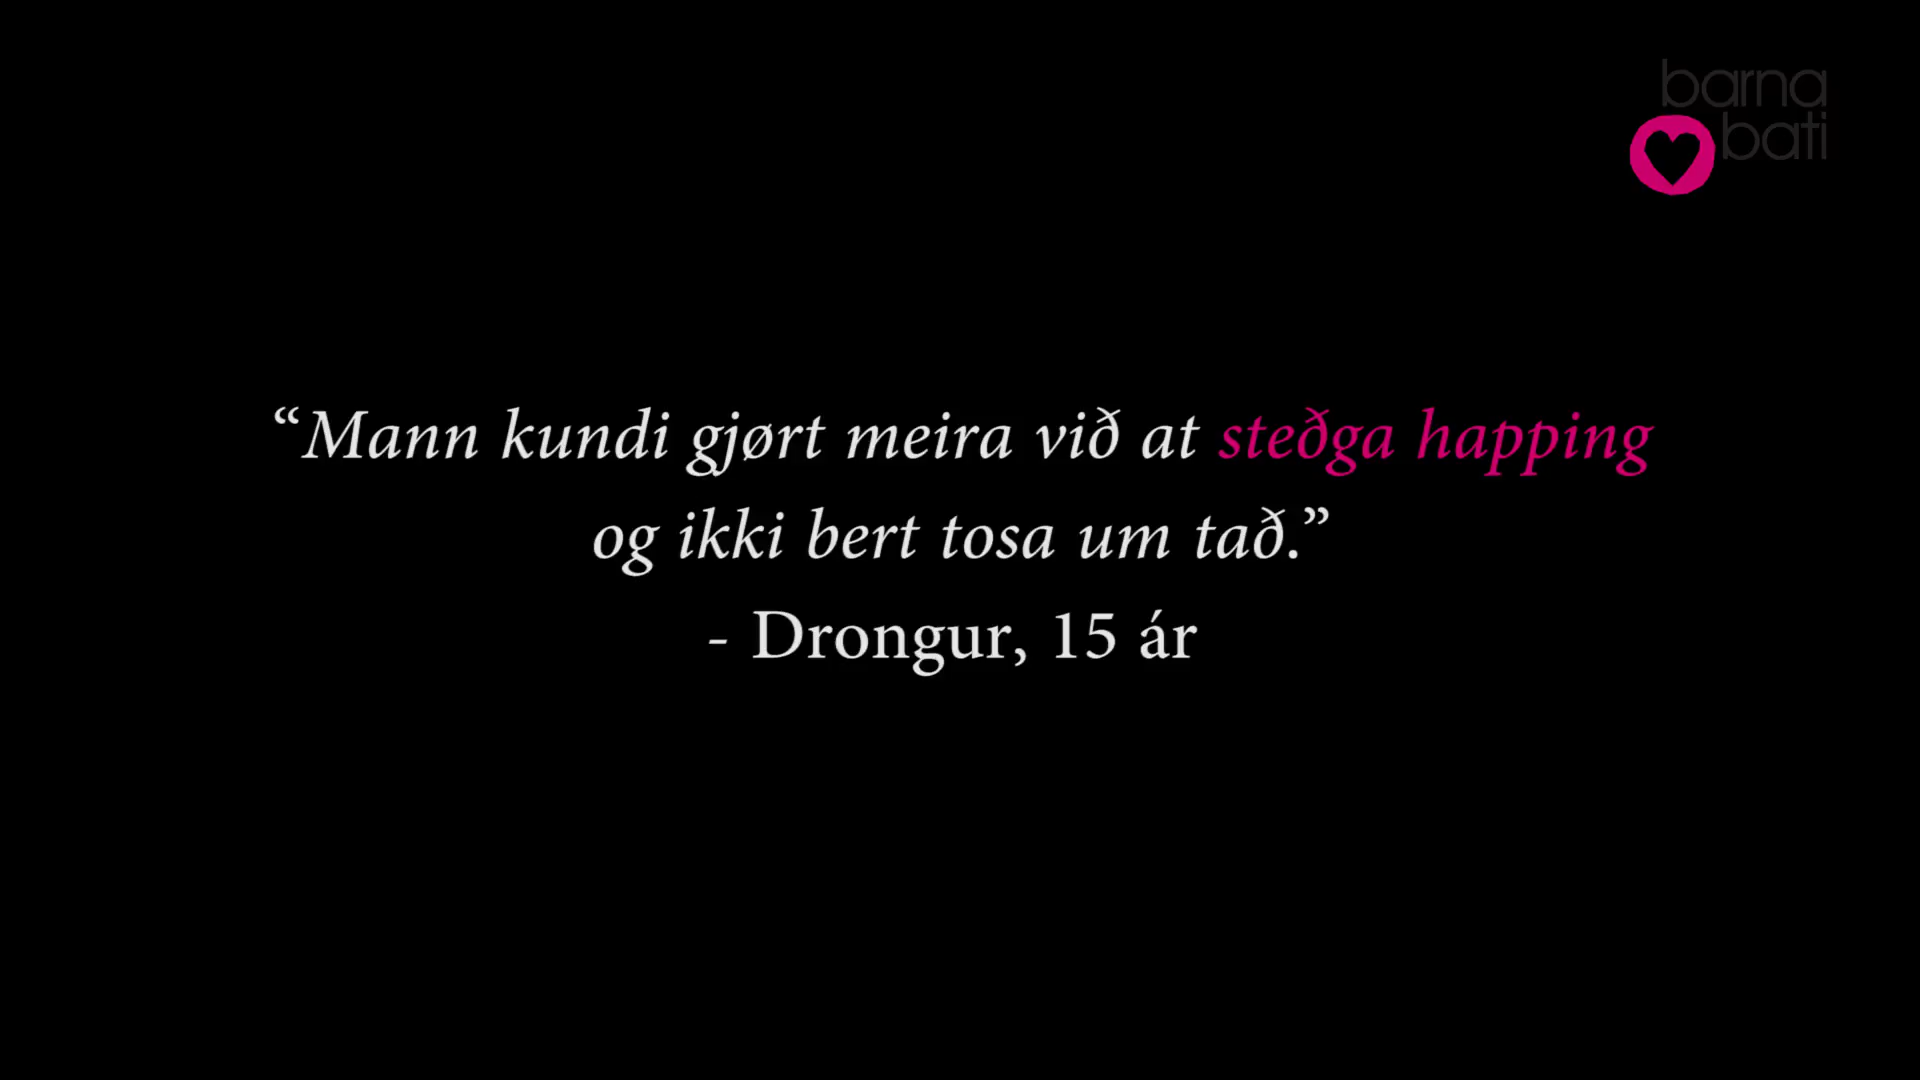 barna
bati
“Mann kundi gjørt meira við at steðga happing
og ikki bert tosa um tað.”
- Drongur, 15 ár